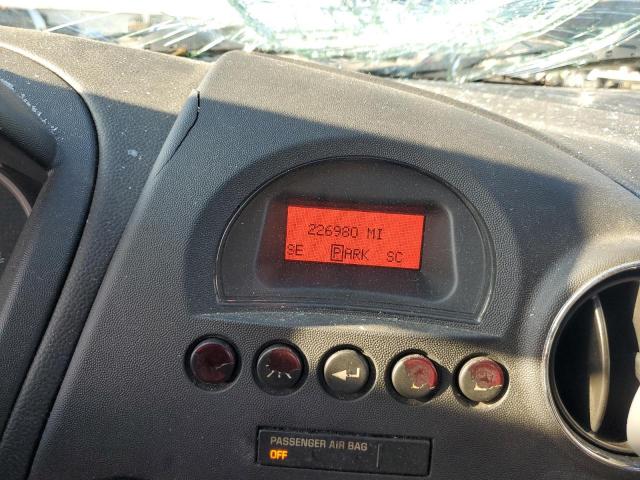 226980 MI
SE PARK SC
PASSENGER AIR BAG
OFF